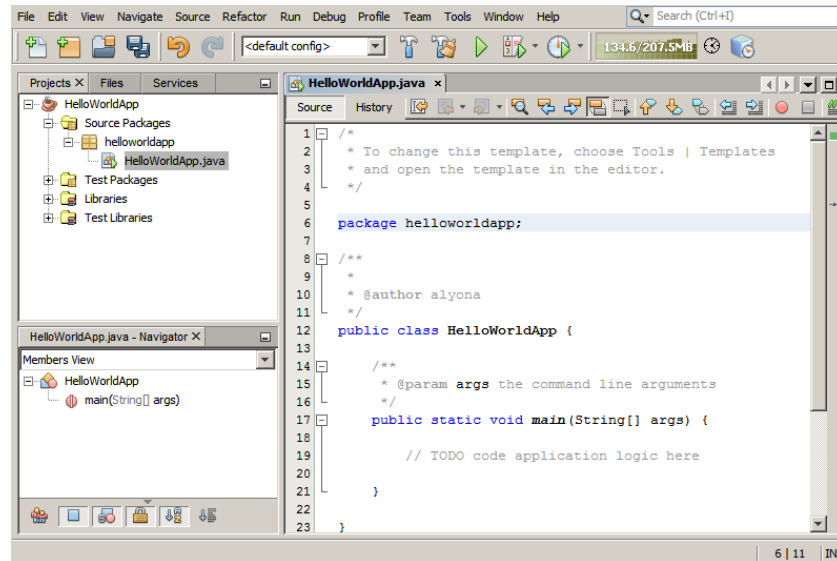 File Edit View Navigate Source Refactor Run Debug Profile Team Tools Window Help Search (Ctrl+I)
<default config> 134.6/207.5MB
Projects Files Services
HelloWorldApp
Source Packages
helloworldapp
HelloWorldApp.java
Test Packages
Libraries
Test Libraries
HelloWorldApp.java - Navigator
Members View
HelloWorldApp
main(String[] args)
HelloWorldApp.java
Source History
1 /*
2  * To change this template, choose Tools | Templates
3  * and open the template in the editor.
4  */
5
6 package helloworldapp;
7
8 /**
9  *
10  * @author alyona
11  */
12 public class HelloWorldApp {
13
14     /**
15      * @param args the command line arguments
16      */
17     public static void main(String[] args) {
18
19         // TODO code application logic here
20
21     }
22
23 }
6 | 11 IN